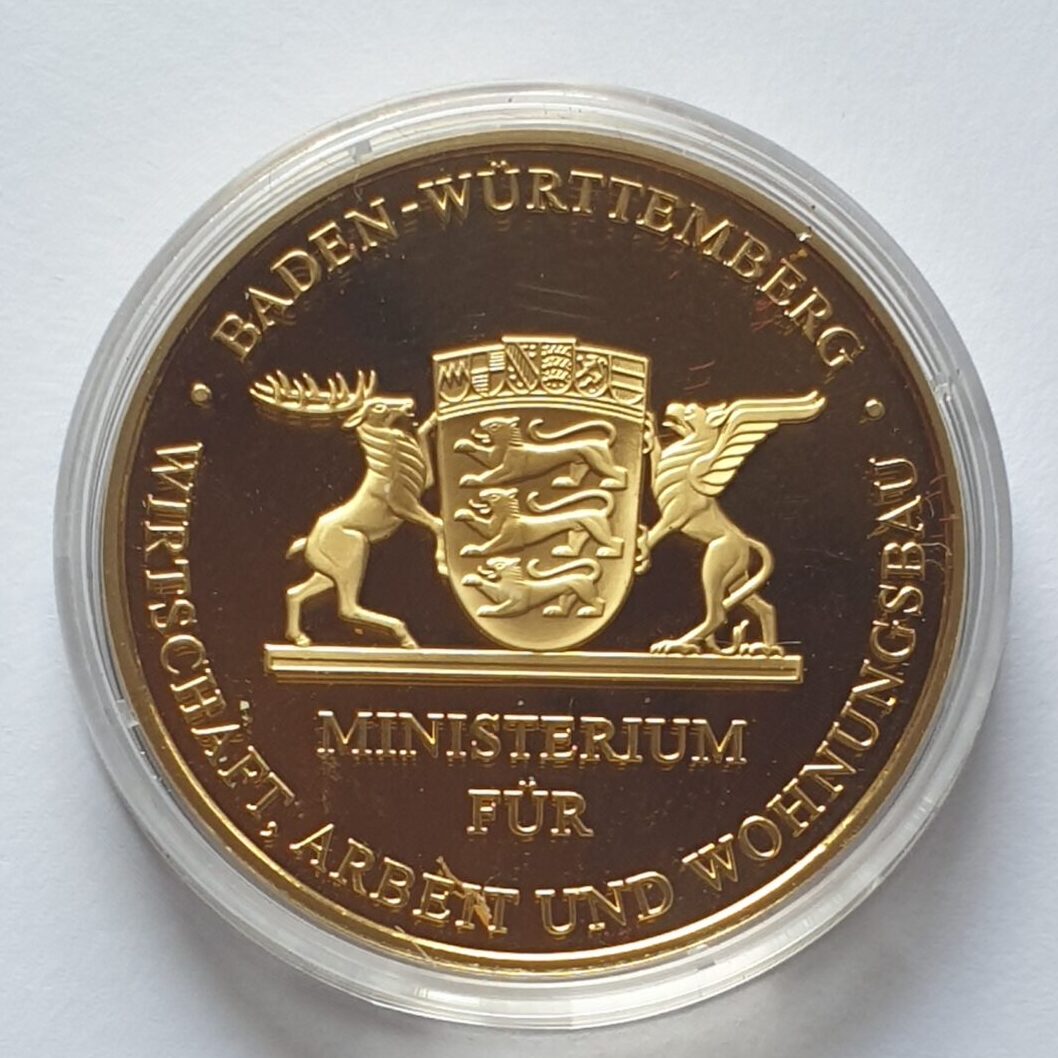 BADEN-WÜRTTEMBERG
MINISTERIUM
FÜR
WIRTSCHAFT, ARBEIT UND WOHNUNGSBAU